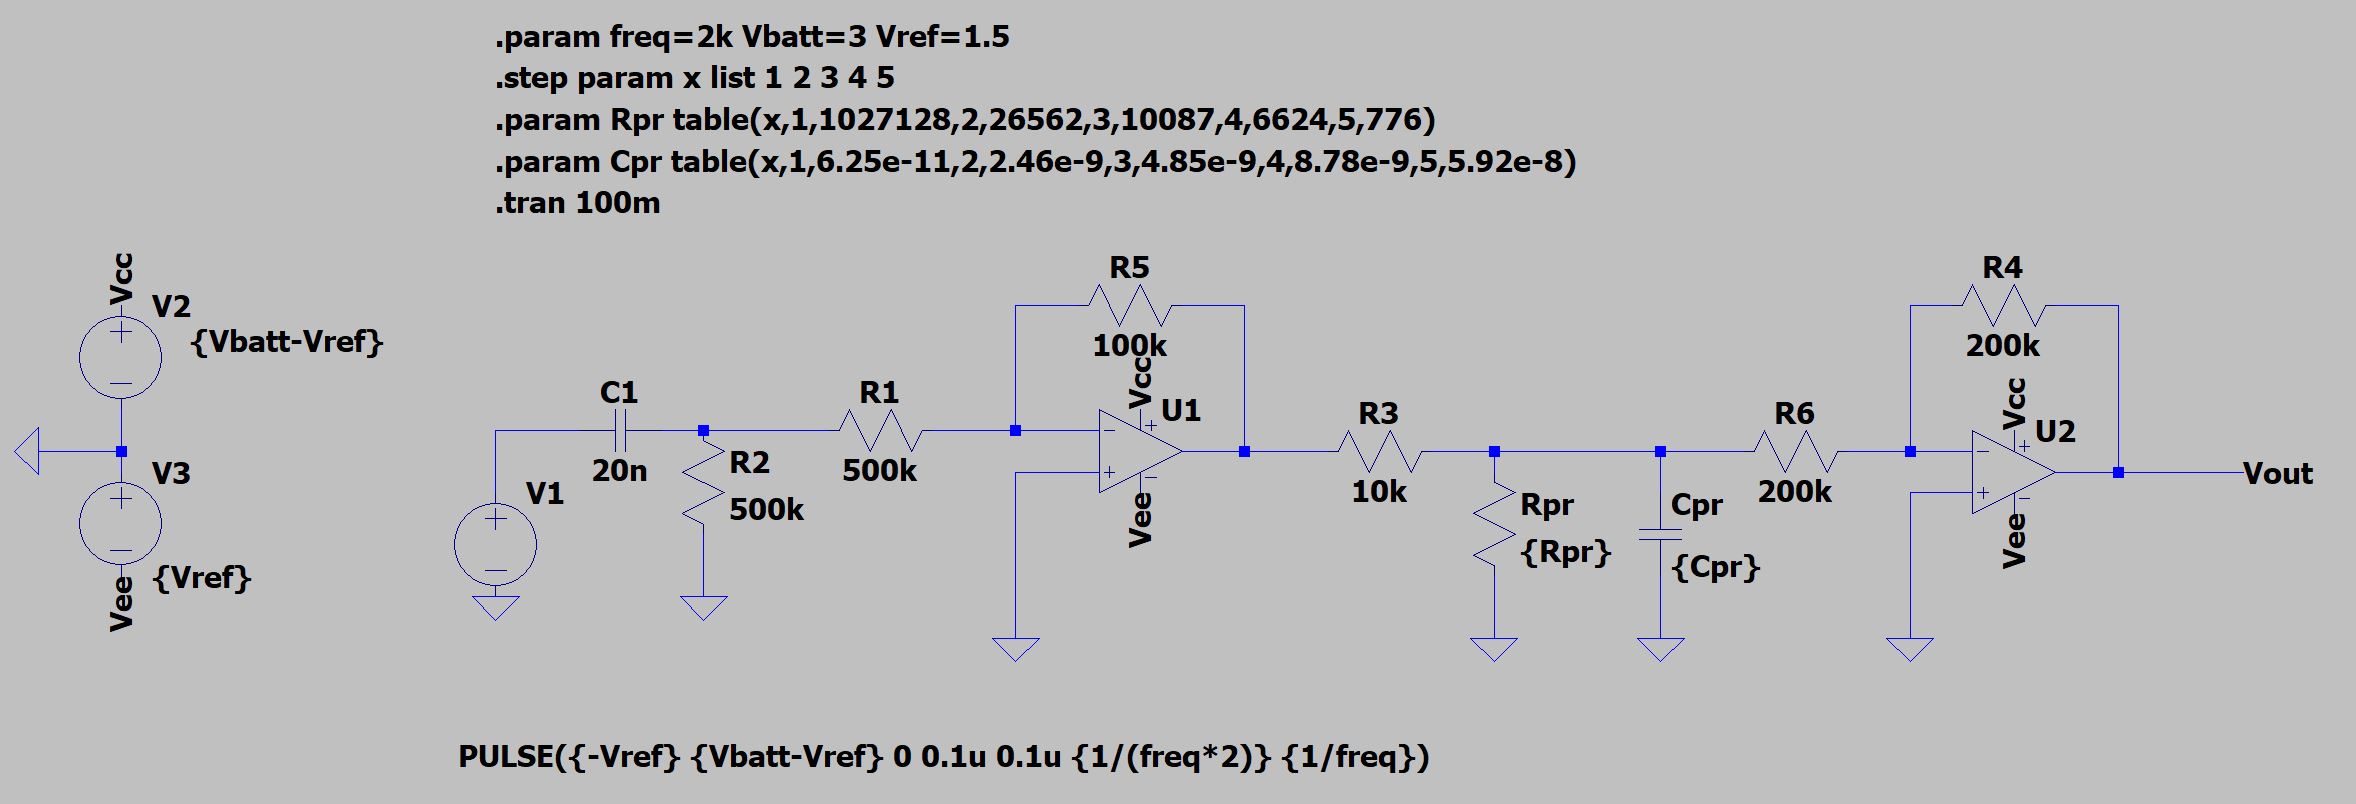 .param freq=2k Vbatt=3 Vref=1.5
.step param x list 1 2 3 4 5
.param Rpr table(x,1,1027128,2,26562,3,10087,4,6624,5,776)
.param Cpr table(x,1,6.25e-11,2,2.46e-9,3,4.85e-9,4,8.78e-9,5,5.92e-8)
.tran 100m
Vcc
V2
{Vbatt-Vref}
V3
{Vref}
Vee
V1
C1
20n
R2
500k
R1
500k
R5
100k
Vcc
U1
Vee
R3
10k
Rpr
{Rpr}
Cpr
{Cpr}
R6
200k
R4
200k
Vcc
U2
Vee
Vout
PULSE({-Vref} {Vbatt-Vref} 0 0.1u 0.1u {1/(freq*2)} {1/freq})